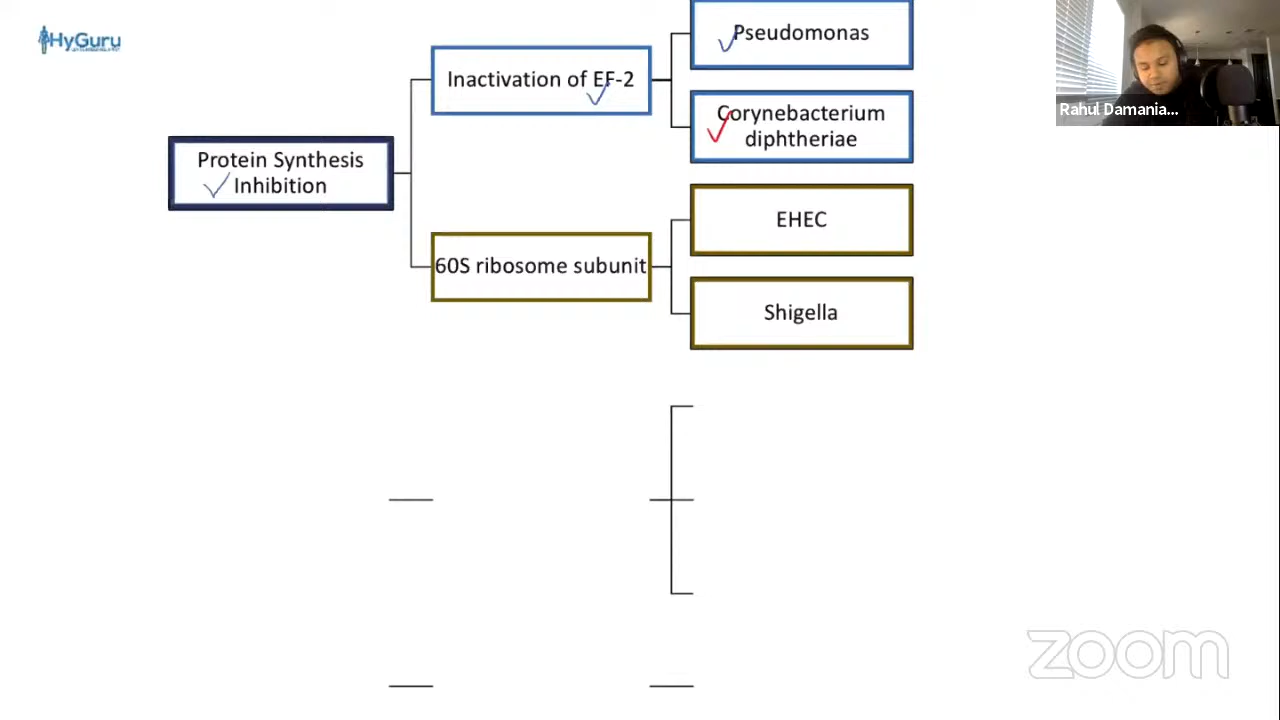 HyGuru
Pseudomonas
Inactivation of EF-2
Corynebacterium
diphtheriae
Protein Synthesis
Inhibition
EHEC
60S ribosome subunit
Shigella
Rahul Damania...
zoom